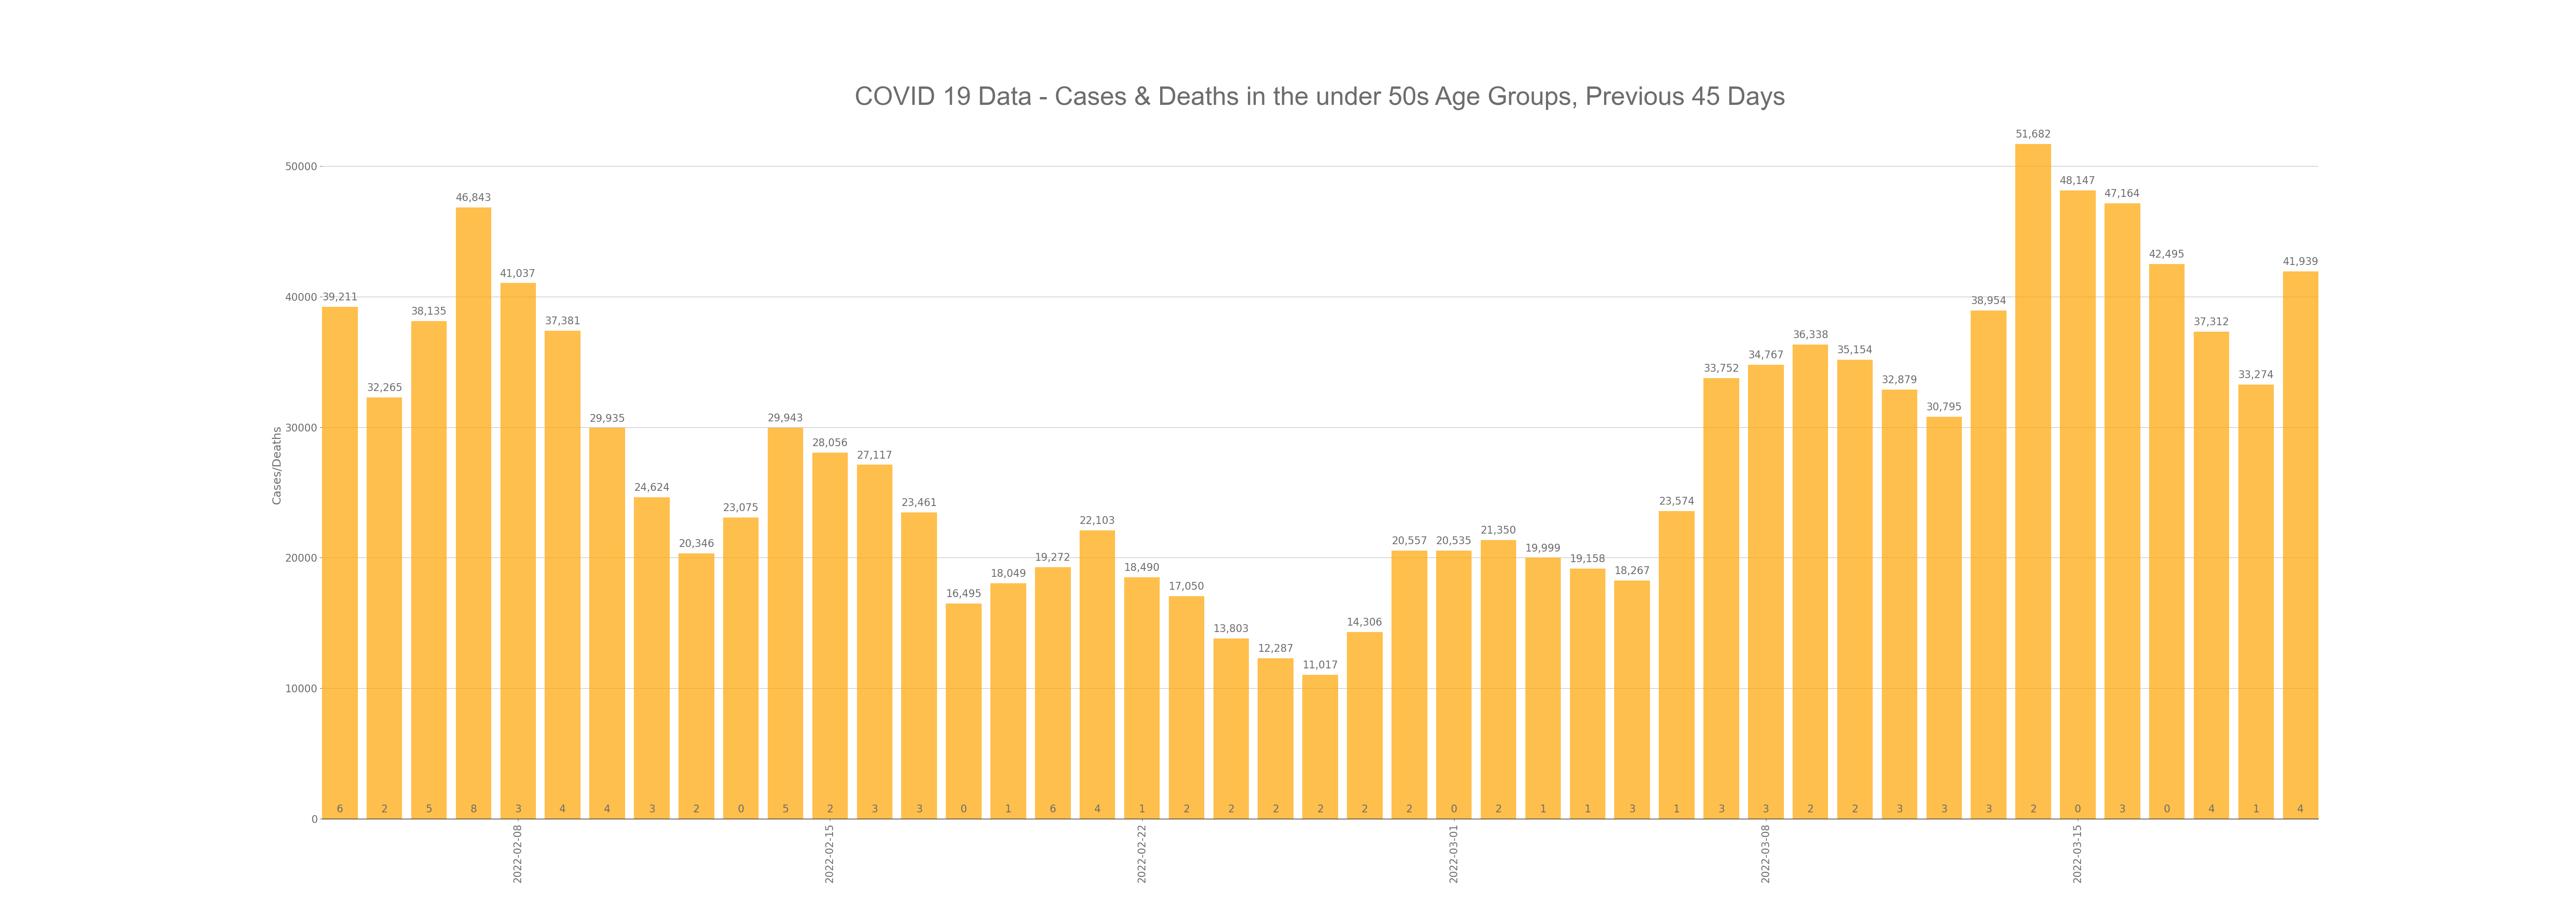 COVID 19 Data - Cases & Deaths in the under 50s Age Groups, Previous 45 Days
Cases/Deaths
50000
40000
30000
20000
10000
0
39,211 32,265 38,135 46,843 41,037 37,381 29,935 24,624 20,346 23,075 29,943 28,056 27,117 23,461 16,495 18,049 19,272 22,103 18,490 17,050 13,803 12,287 11,017 14,306 20,557 20,535 21,350 19,999 19,158 18,267 23,574 33,752 34,767 36,338 35,154 32,879 30,795 38,954 51,682 48,147 47,164 42,495 37,312 33,274 41,939
6 2 5 8 3 4 4 3 2 0 5 2 3 3 0 1 6 4 1 2 2 2 2 2 2 0 2 1 1 3 1 3 3 2 2 3 3 3 2 0 3 0 4 1 4
2022-02-08 2022-02-15 2022-02-22 2022-03-01 2022-03-08 2022-03-15